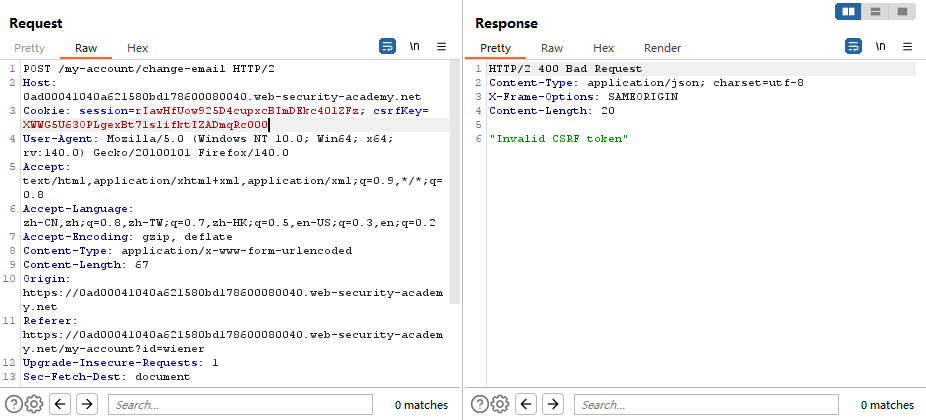 Request
Pretty Raw Hex
\n
1 POST /my-account/change-email HTTP/2
2 Host:
0ad00041040a621580bd178600080040.web-security-academy.net
3 Cookie: session=rIawHfUow925D4cupxcBImDEkc401ZFz; csrfKey=
XWWG5U630PLgexBt71slifktIZADmqRc000
4 User-Agent: Mozilla/5.0 (Windows NT 10.0; Win64; x64;
rv:140.0) Gecko/20100101 Firefox/140.0
5 Accept:
text/html,application/xhtml+xml,application/xml;q=0.9,*/*;q=
0.8
6 Accept-Language:
zh-CN,zh;q=0.8,zh-TW;q=0.7,zh-HK;q=0.5,en-US;q=0.3,en;q=0.2
7 Accept-Encoding: gzip, deflate
8 Content-Type: application/x-www-form-urlencoded
9 Content-Length: 67
10 Origin:
https://0ad00041040a621580bd178600080040.web-security-academ
y.net
11 Referer:
https://0ad00041040a621580bd178600080040.web-security-academ
y.net/my-account?id=wiener
12 Upgrade-Insecure-Requests: 1
13 Sec-Fetch-Dest: document
Search...
0 matches
Response
Pretty Raw Hex Render
\n
1 HTTP/2 400 Bad Request
2 Content-Type: application/json; charset=utf-8
3 X-Frame-Options: SAMEORIGIN
4 Content-Length: 20
5
6 "Invalid CSRF token"
Search...
0 matches